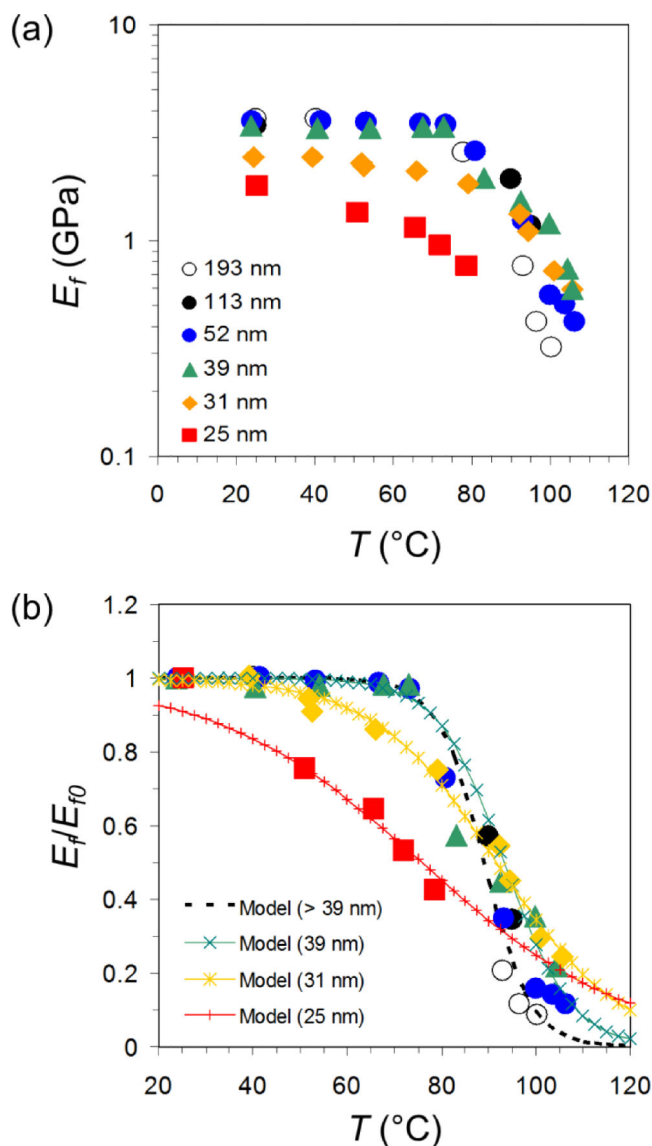 (a)
10
1
0.1
E_f (GPa)
193 nm
113 nm
52 nm
39 nm
31 nm
25 nm
0 20 40 60 80 100 120
T (°C)
(b)
1.2
1
0.8
0.6
0.4
0.2
0
E_f/E_f0
Model (> 39 nm)
Model (39 nm)
Model (31 nm)
Model (25 nm)
20 40 60 80 100 120
T (°C)